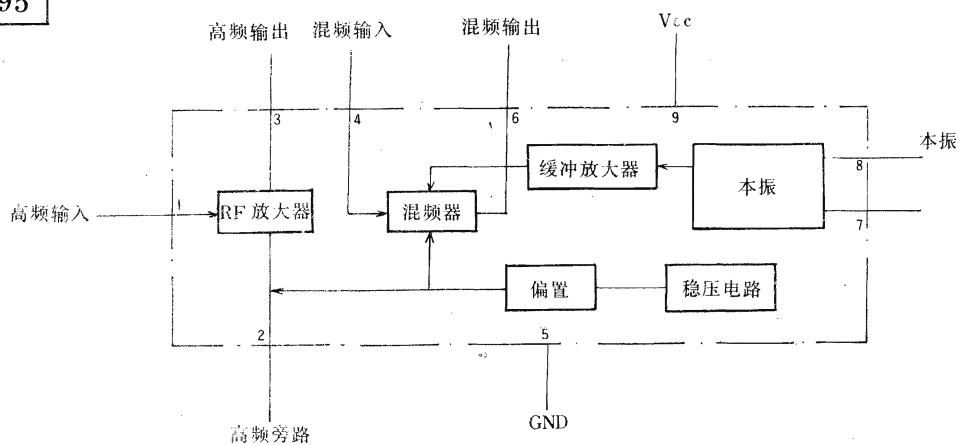 95
高频输出 混频输入 混频输出 Vcc
3 4 6 9
缓冲放大器
本振
8
本振
高频输入
1
RF 放大器
混频器
7
偏置
稳压电路
2
5
高频旁路
GND